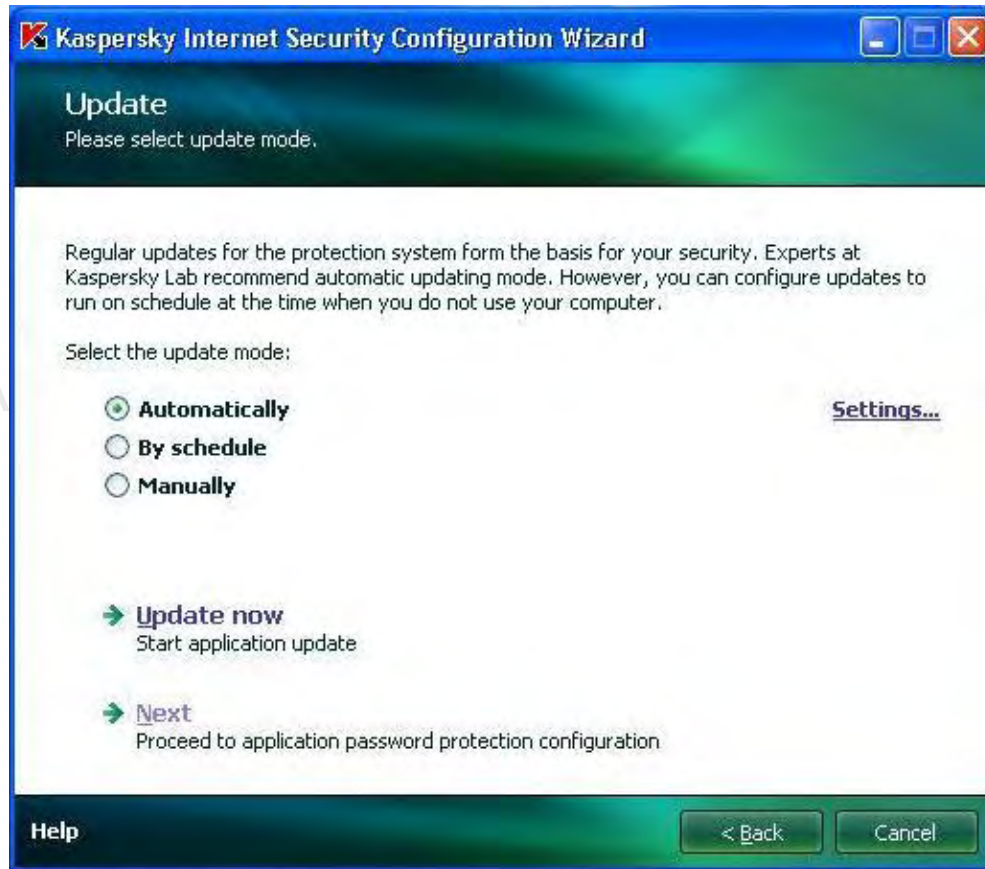 Kaspersky Internet Security Configuration Wizard
Update
Please select update mode.
Regular updates for the protection system form the basis for your security. Experts at
Kaspersky Lab recommend automatic updating mode. However, you can configure updates to
run on schedule at the time when you do not use your computer.
Select the update mode:
Automatically
Settings...
By schedule
Manually
Update now
Start application update
Next
Proceed to application password protection configuration
Help
< Back
Cancel